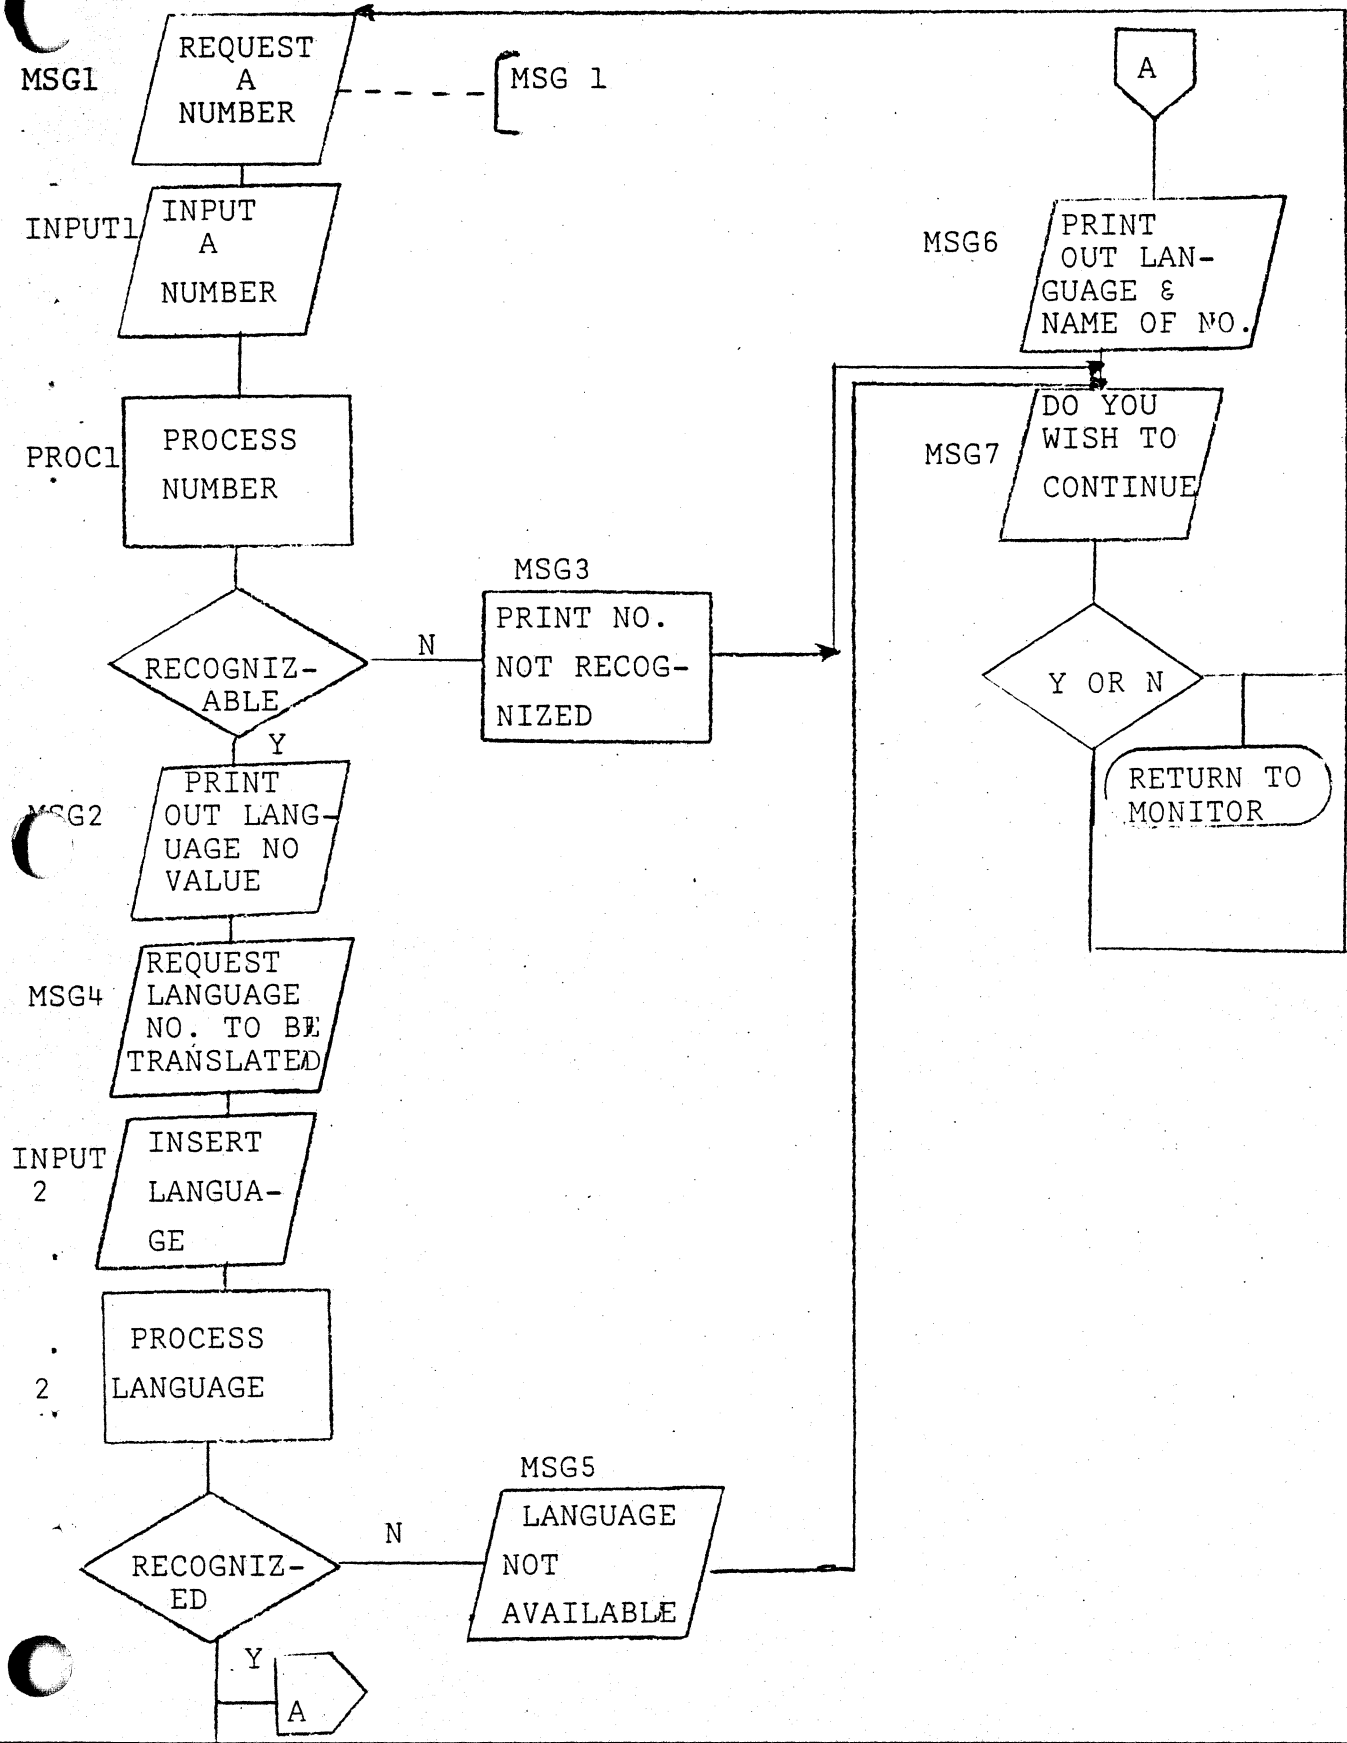 MSG1
REQUEST
A
NUMBER
MSG 1
INPUT1
INPUT
A
NUMBER
PROC1
PROCESS
NUMBER
RECOGNIZ-
ABLE
N
Y
MSG3
PRINT NO.
NOT RECOG-
NIZED
MSG2
PRINT
OUT LANG-
UAGE NO
VALUE
MSG4
REQUEST
LANGUAGE
NO. TO BE
TRANSLATED
INPUT
2
INSERT
LANGUA-
GE
2
PROCESS
LANGUAGE
RECOGNIZ-
ED
N
Y
A
MSG5
LANGUAGE
NOT
AVAILABLE
A
MSG6
PRINT
OUT LAN-
GUAGE &
NAME OF NO.
MSG7
DO YOU
WISH TO
CONTINUE
Y OR N
RETURN TO
MONITOR